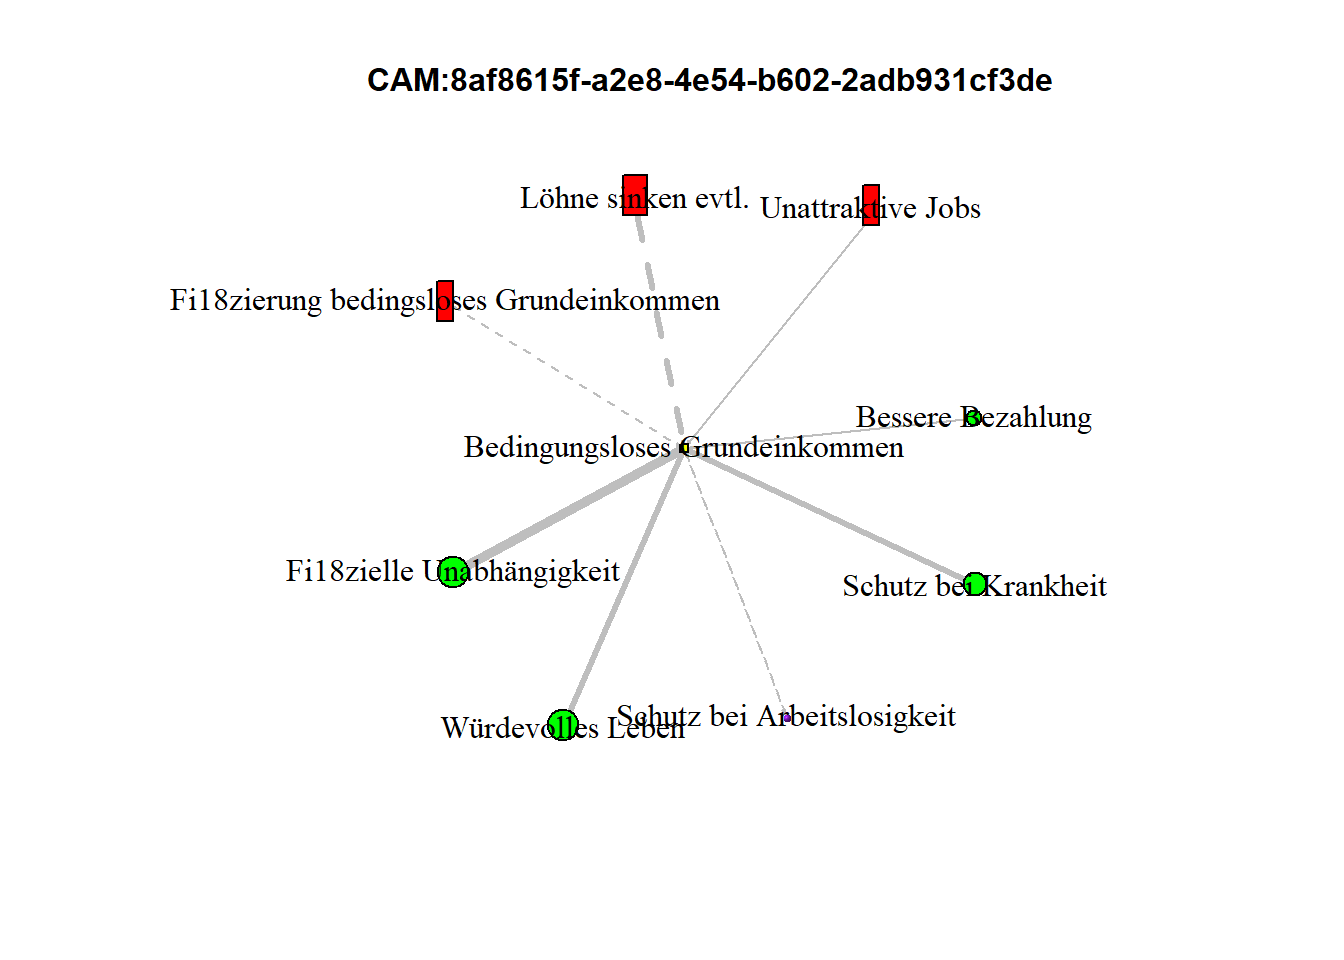 CAM:8af8615f-a2e8-4e54-b602-2adb931cf3de
Löhne sinken evtl.
Unattraktive Jobs
Fi18zierung bedingsloses Grundeinkommen
Bessere Bezahlung
Bedingungsloses Grundeinkommen
Fi18zielle Unabhängigkeit
Schutz bei Krankheit
Schutz bei Arbeitslosigkeit
Würdevolles Leben